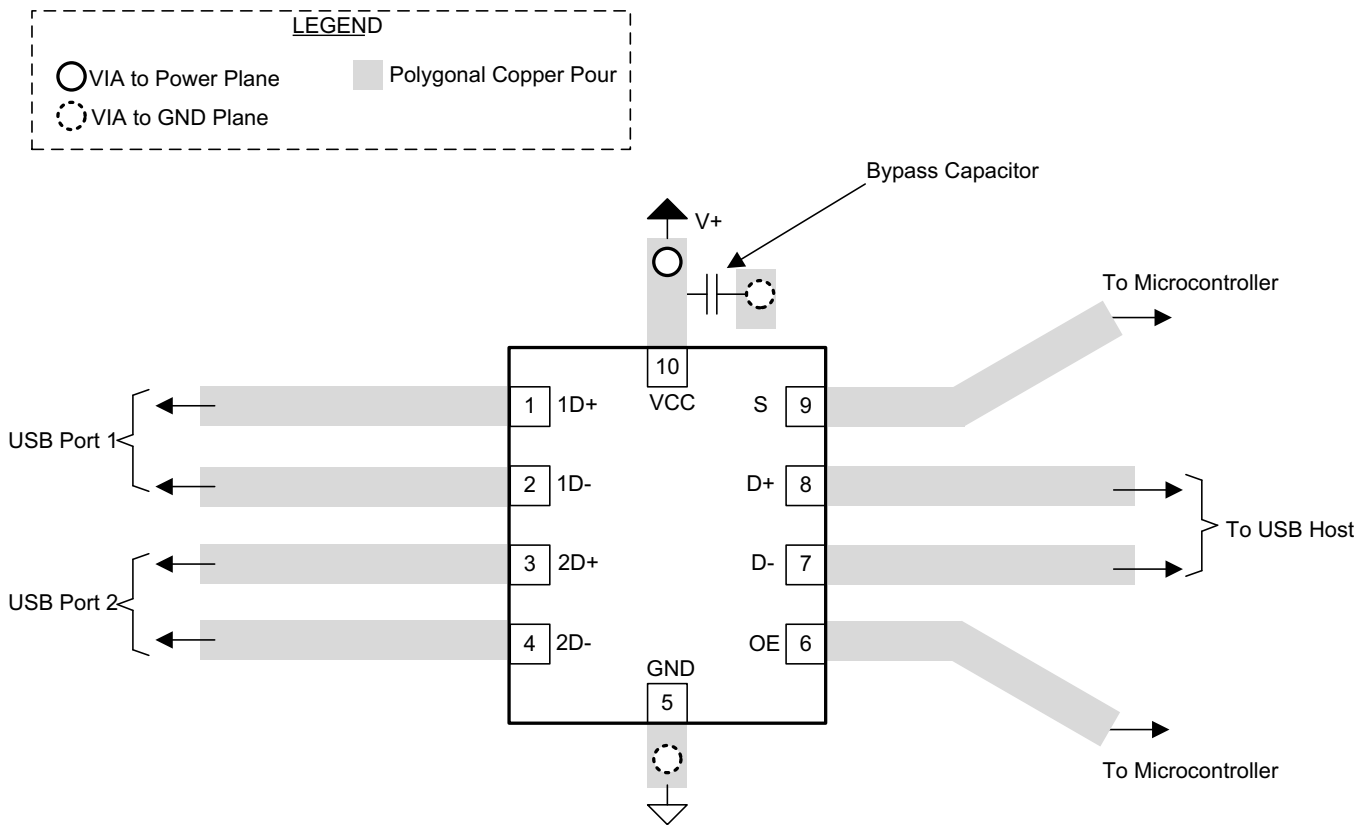 LEGEND
VIA to Power Plane
Polygonal Copper Pour
VIA to GND Plane
Bypass Capacitor
V+
To Microcontroller
10
VCC
1 1D+
S 9
USB Port 1
2 1D-
D+ 8
To USB Host
3 2D+
D- 7
USB Port 2
4 2D-
OE 6
GND
5
To Microcontroller